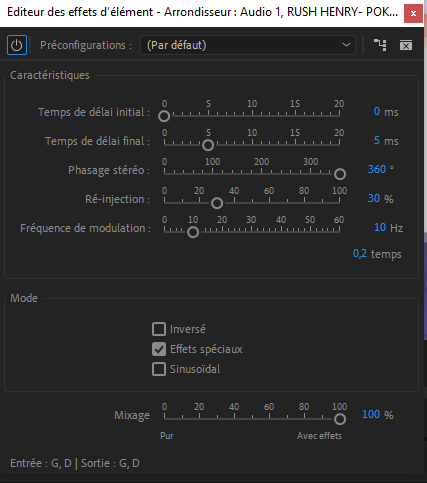 Editeur des effets d'élément - Arrondisseur : Audio 1, RUSH HENRY- POK...
Préconfigurations : (Par défaut)
Caractéristiques
0 5 10 15 20
Temps de délai initial : 0 ms
0 5 10 15 20
Temps de délai final : 5 ms
0 100 200 300
Phasage stéréo : 360 °
0 20 40 60 80 100
Ré-injection : 30 %
0 10 20 30 40 50 60
Fréquence de modulation : 10 Hz
0,2 temps
Mode
Inversé
Effets spéciaux
Sinusoïdal
0 20 40 60 80 100
Mixage 100 %
Pur Avec effets
Entrée : G, D | Sortie : G, D